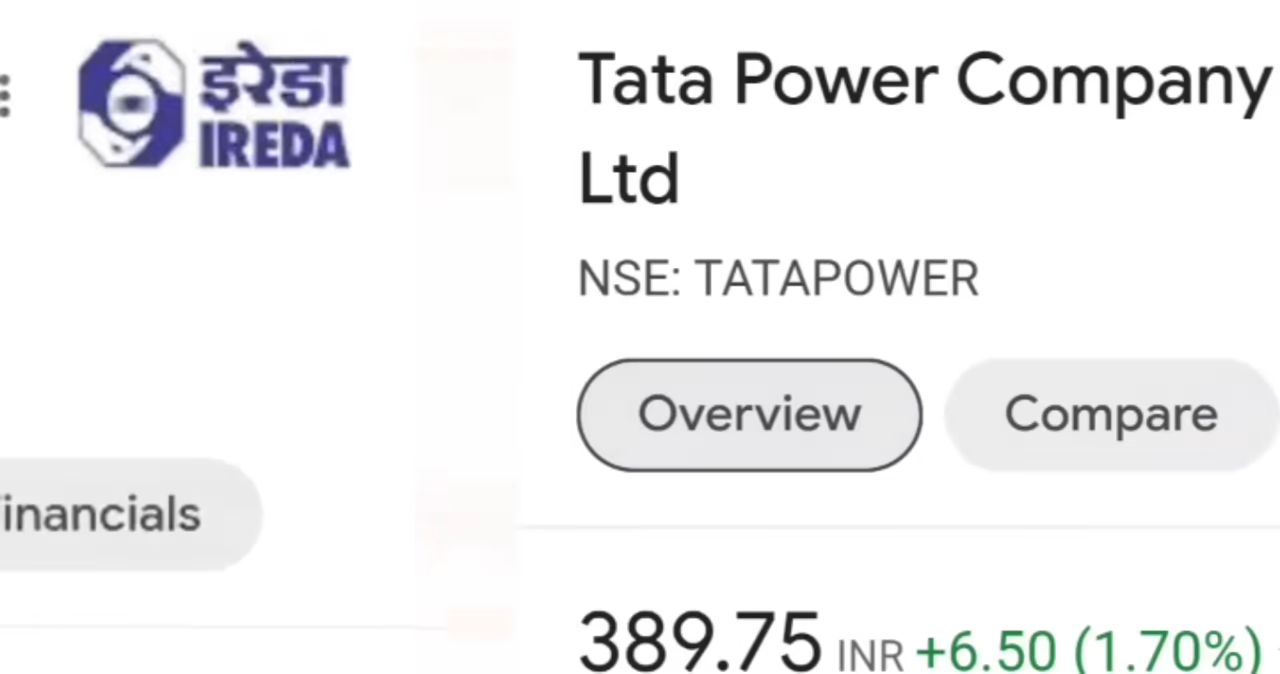 इरेडा
IREDA
inancials
Tata Power Company
Ltd
NSE: TATAPOWER
Overview
Compare
389.75 INR +6.50 (1.70%)